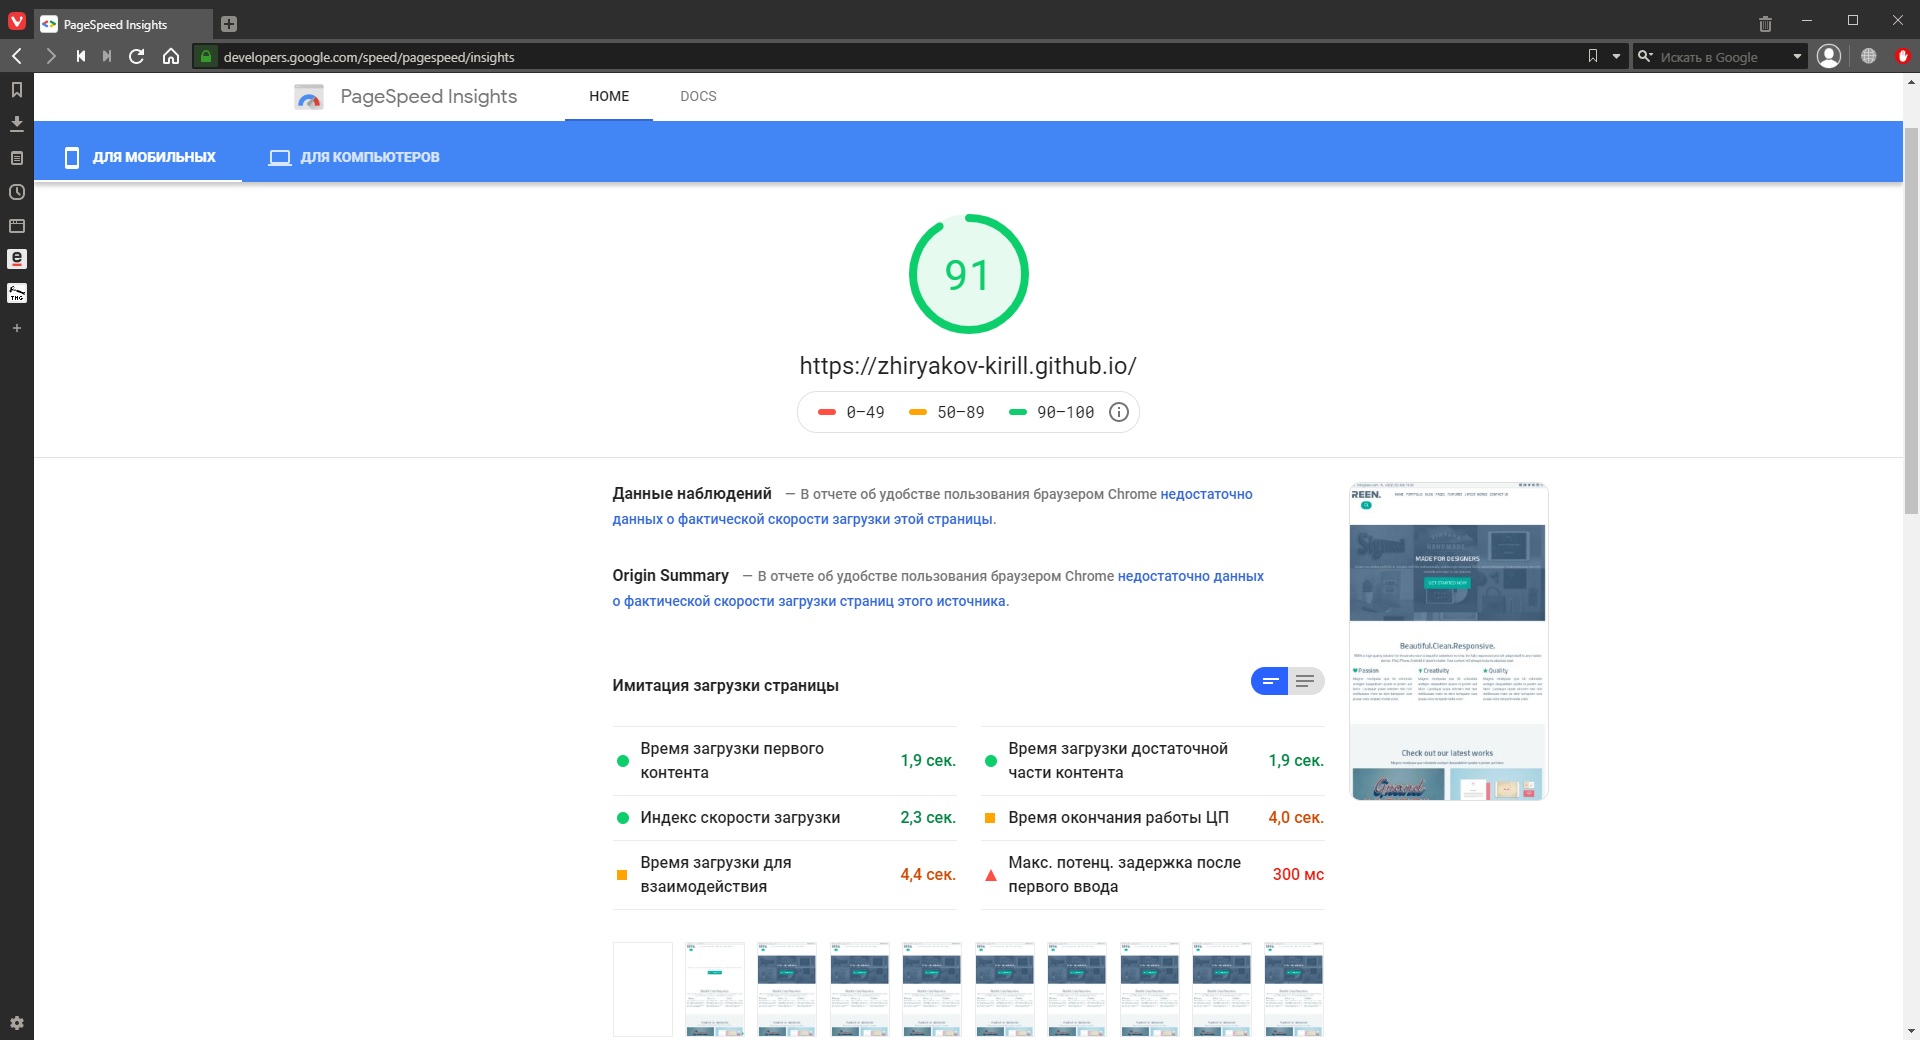 PageSpeed Insights
developers.google.com/speed/pagespeed/insights
Искать в Google
PageSpeed Insights
HOME
DOCS
ДЛЯ МОБИЛЬНЫХ
ДЛЯ КОМПЬЮТЕРОВ
91
https://zhiryakov-kirill.github.io/
0–49 50–89 90–100
Данные наблюдений — В отчете об удобстве пользования браузером Chrome недостаточно
данных о фактической скорости загрузки этой страницы.
Origin Summary — В отчете об удобстве пользования браузером Chrome недостаточно данных
о фактической скорости загрузки страниц этого источника.
Имитация загрузки страницы
Время загрузки первого
контента
1,9 сек.
Время загрузки достаточной
части контента
1,9 сек.
Индекс скорости загрузки
2,3 сек.
Время окончания работы ЦП
4,0 сек.
Время загрузки для
взаимодействия
4,4 сек.
Макс. потенц. задержка после
первого ввода
300 мс
REEN.
MADE FOR DESIGNERS
GET STARTED NOW
Beautiful.Clean.Responsive.
Passion
Creativity
Quality
Check out our latest works